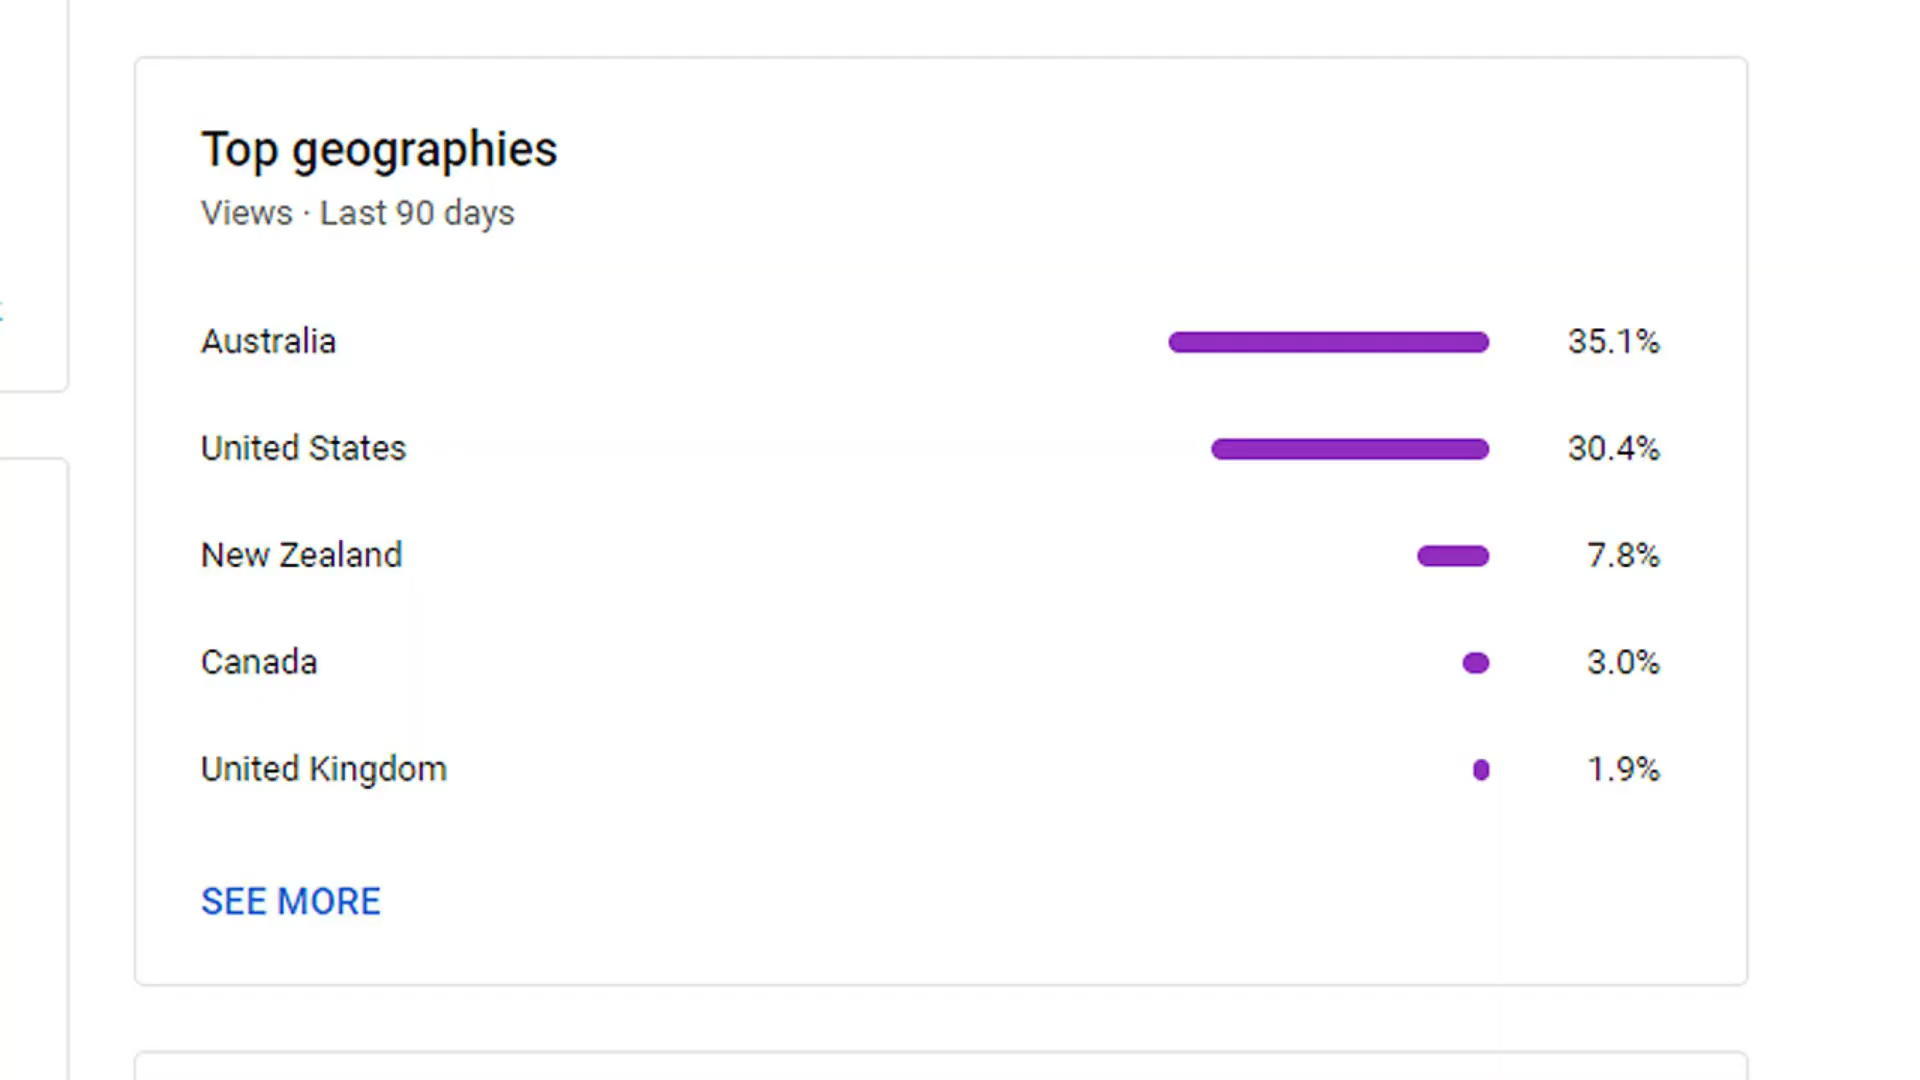 Top geographies
Views · Last 90 days
Australia 35.1%
United States 30.4%
New Zealand 7.8%
Canada 3.0%
United Kingdom 1.9%
SEE MORE